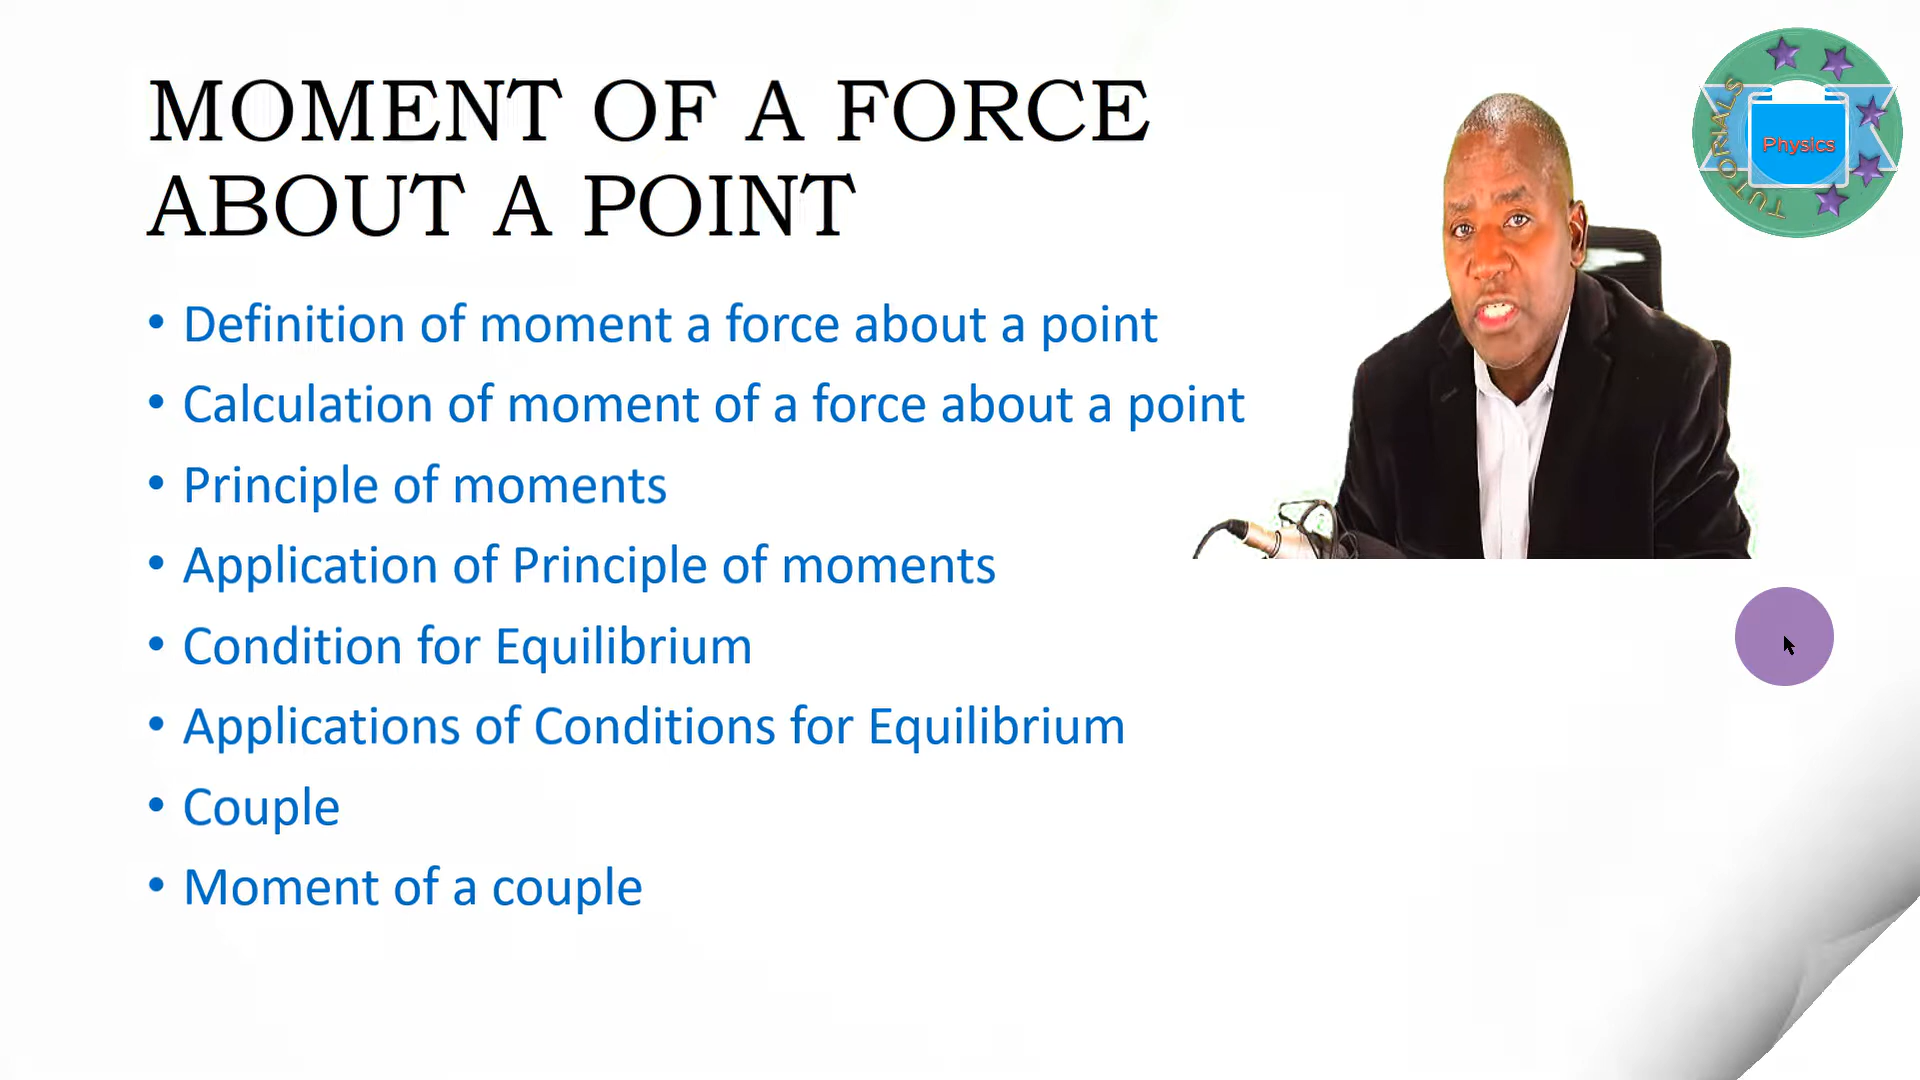 MOMENT OF A FORCE
ABOUT A POINT
• Definition of moment a force about a point
• Calculation of moment of a force about a point
• Principle of moments
• Application of Principle of moments
• Condition for Equilibrium
• Applications of Conditions for Equilibrium
• Couple
• Moment of a couple
TUTORIALS
Physics